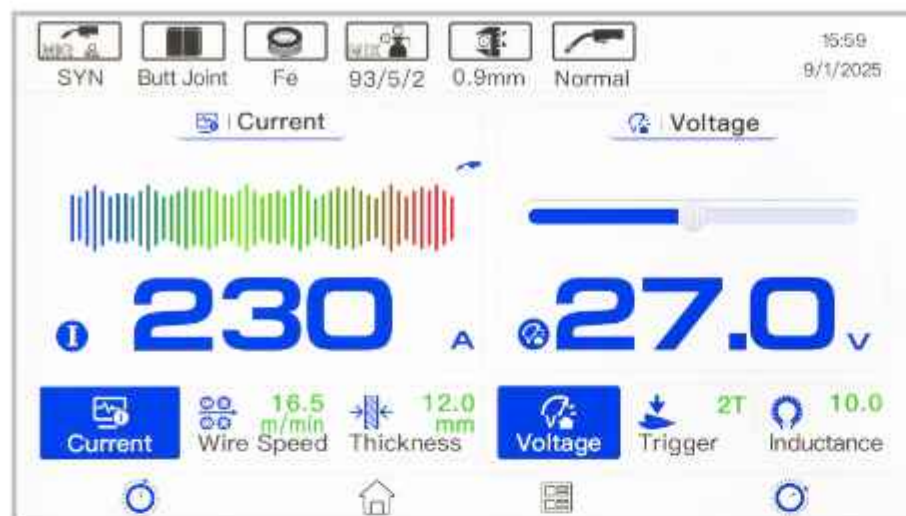 SYN
Butt Joint
Fe
MIX
93/5/2
0.9mm
Normal
15:59
9/1/2025
Current
Voltage
230 A
27.0 V
Current
16.5 m/min
Wire Speed
12.0 mm
Thickness
Voltage
2T
Trigger
10.0
Inductance